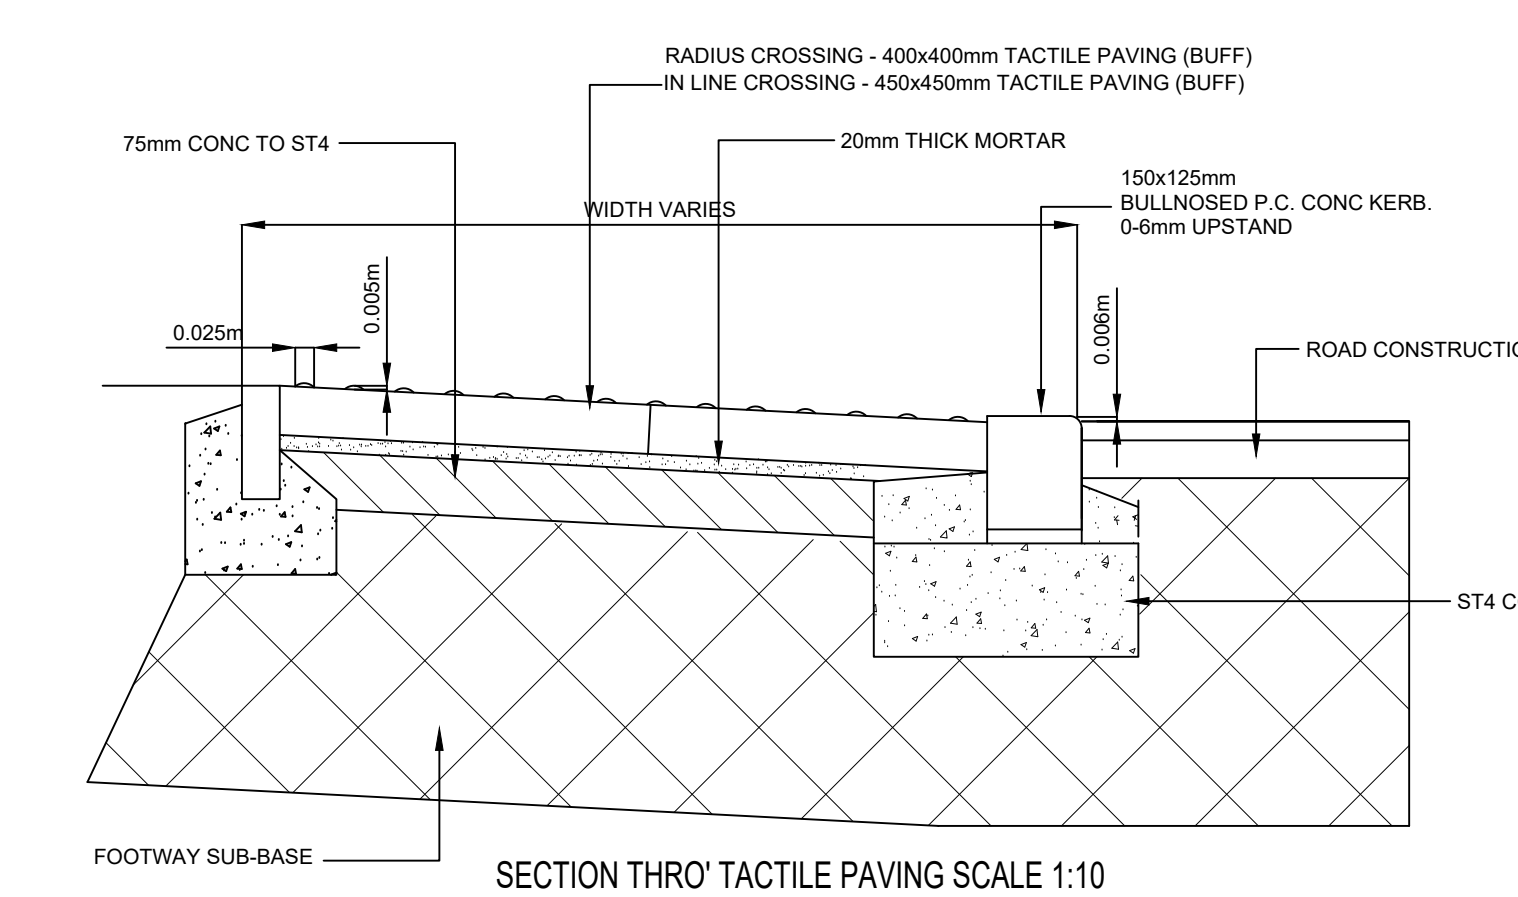 RADIUS CROSSING - 400x400mm TACTILE PAVING (BUFF)
IN LINE CROSSING - 450x450mm TACTILE PAVING (BUFF)
75mm CONC TO ST4
20mm THICK MORTAR
150x125mm
BULLNOSED P.C. CONC KERB.
0-6mm UPSTAND
WIDTH VARIES
0.005m
0.025m
0.006m
ROAD
ST4
FOOTWAY SUB-BASE
SECTION THRO' TACTILE PAVING SCALE 1:10